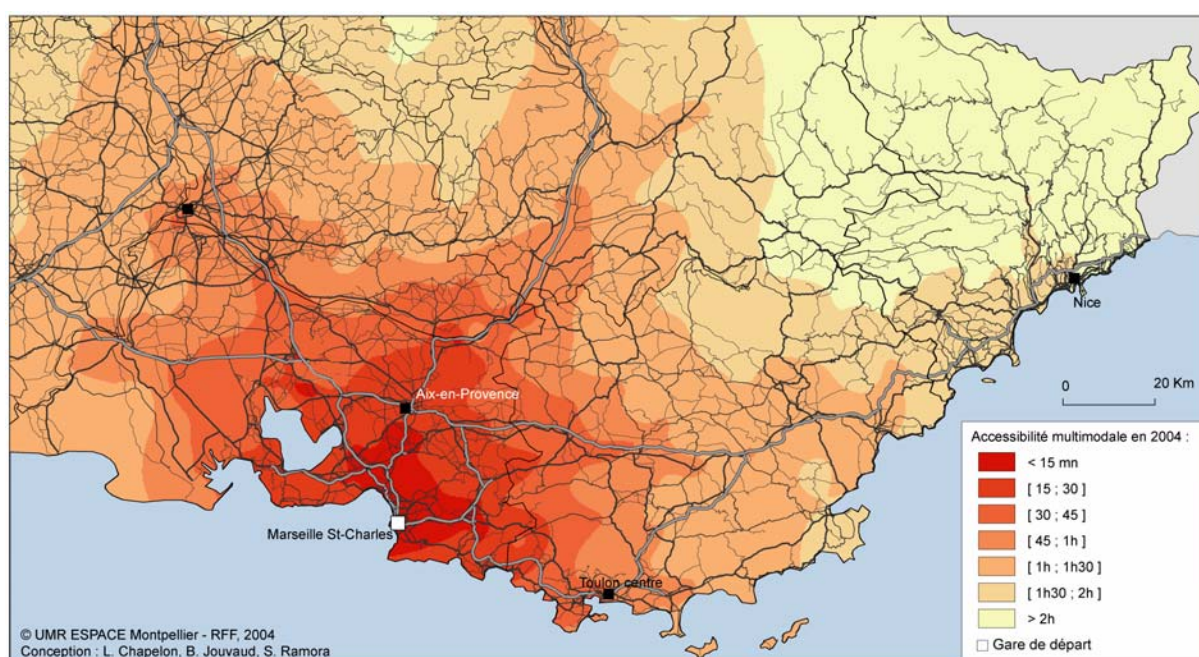 Nice
0 20 Km
Aix-en-Provence
Marseille St-Charles
Toulon centre
Accessibilité multimodale en 2004 :
< 15 mn
[ 15 ; 30 ]
[ 30 ; 45 ]
[ 45 ; 1h ]
[ 1h ; 1h30 ]
[ 1h30 ; 2h ]
> 2h
Gare de départ
© UMR ESPACE Montpellier - RFF, 2004
Conception : L. Chapelon, B. Jouvaud, S. Ramora